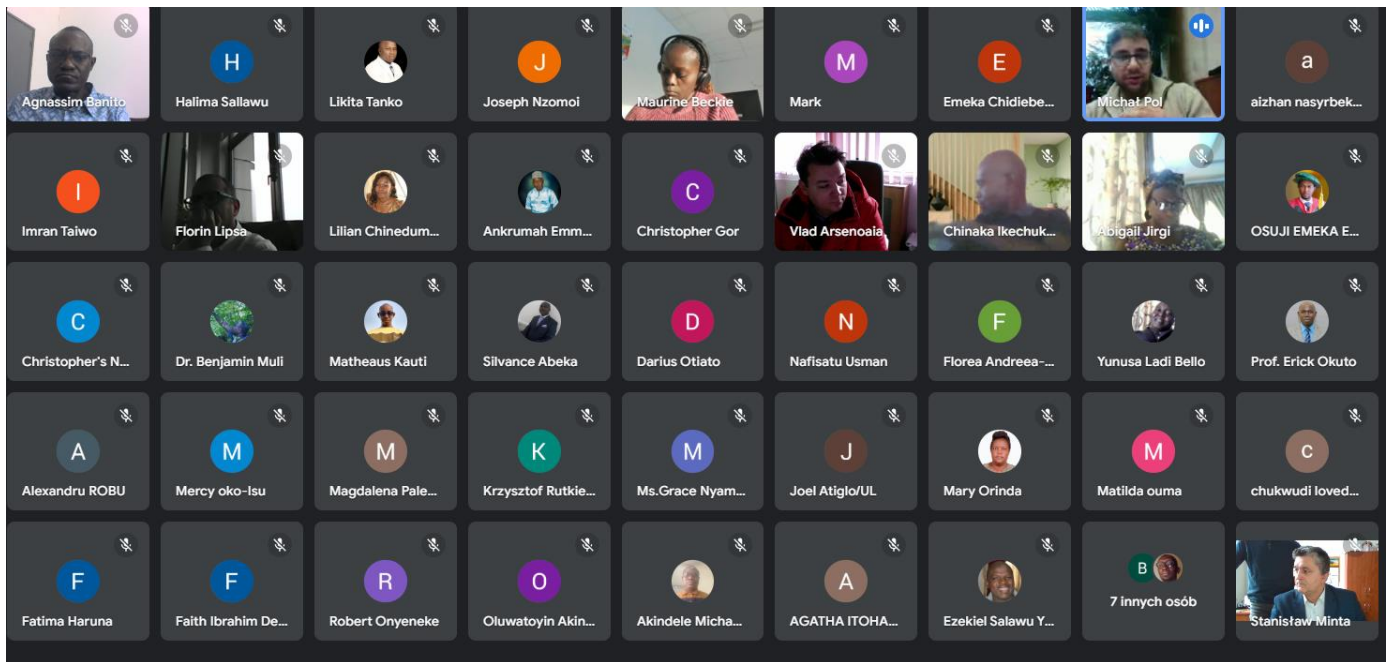 Agnassim Banito
H
Halima Sallawu
Likita Tanko
J
Joseph Nzomoi
Maurine Beckie
M
Mark
E
Emeka Chidiebe...
Michał Pol
a
aizhan nasyrbek...
I
Imran Taiwo
Florin Lipsa
Lilian Chinedum...
Ankrumah Emm...
C
Christopher Gor
Vlad Arsenoaia
Chinaka Ikechuk...
Abigail Jirgi
OSUJI EMEKA E...
C
Christopher's N...
Dr. Benjamin Muli
Matheaus Kauti
Silvance Abeka
D
Darius Otiato
N
Nafisatu Usman
F
Florea Andreea-...
Yunusa Ladi Bello
Prof. Erick Okuto
A
Alexandru ROBU
M
Mercy oko-Isu
M
Magdalena Pale...
K
Krzysztof Rutkie...
M
Ms.Grace Nyam...
J
Joel Atiglo/UL
Mary Orinda
M
Matilda ouma
c
chukwudi loved...
F
Fatima Haruna
F
Faith Ibrahim De...
R
Robert Onyeneke
O
Oluwatoyin Akin...
Akindele Micha...
A
AGATHA ITOHA...
Ezekiel Salawu Y...
B
7 innych osób
Stanisław Minta